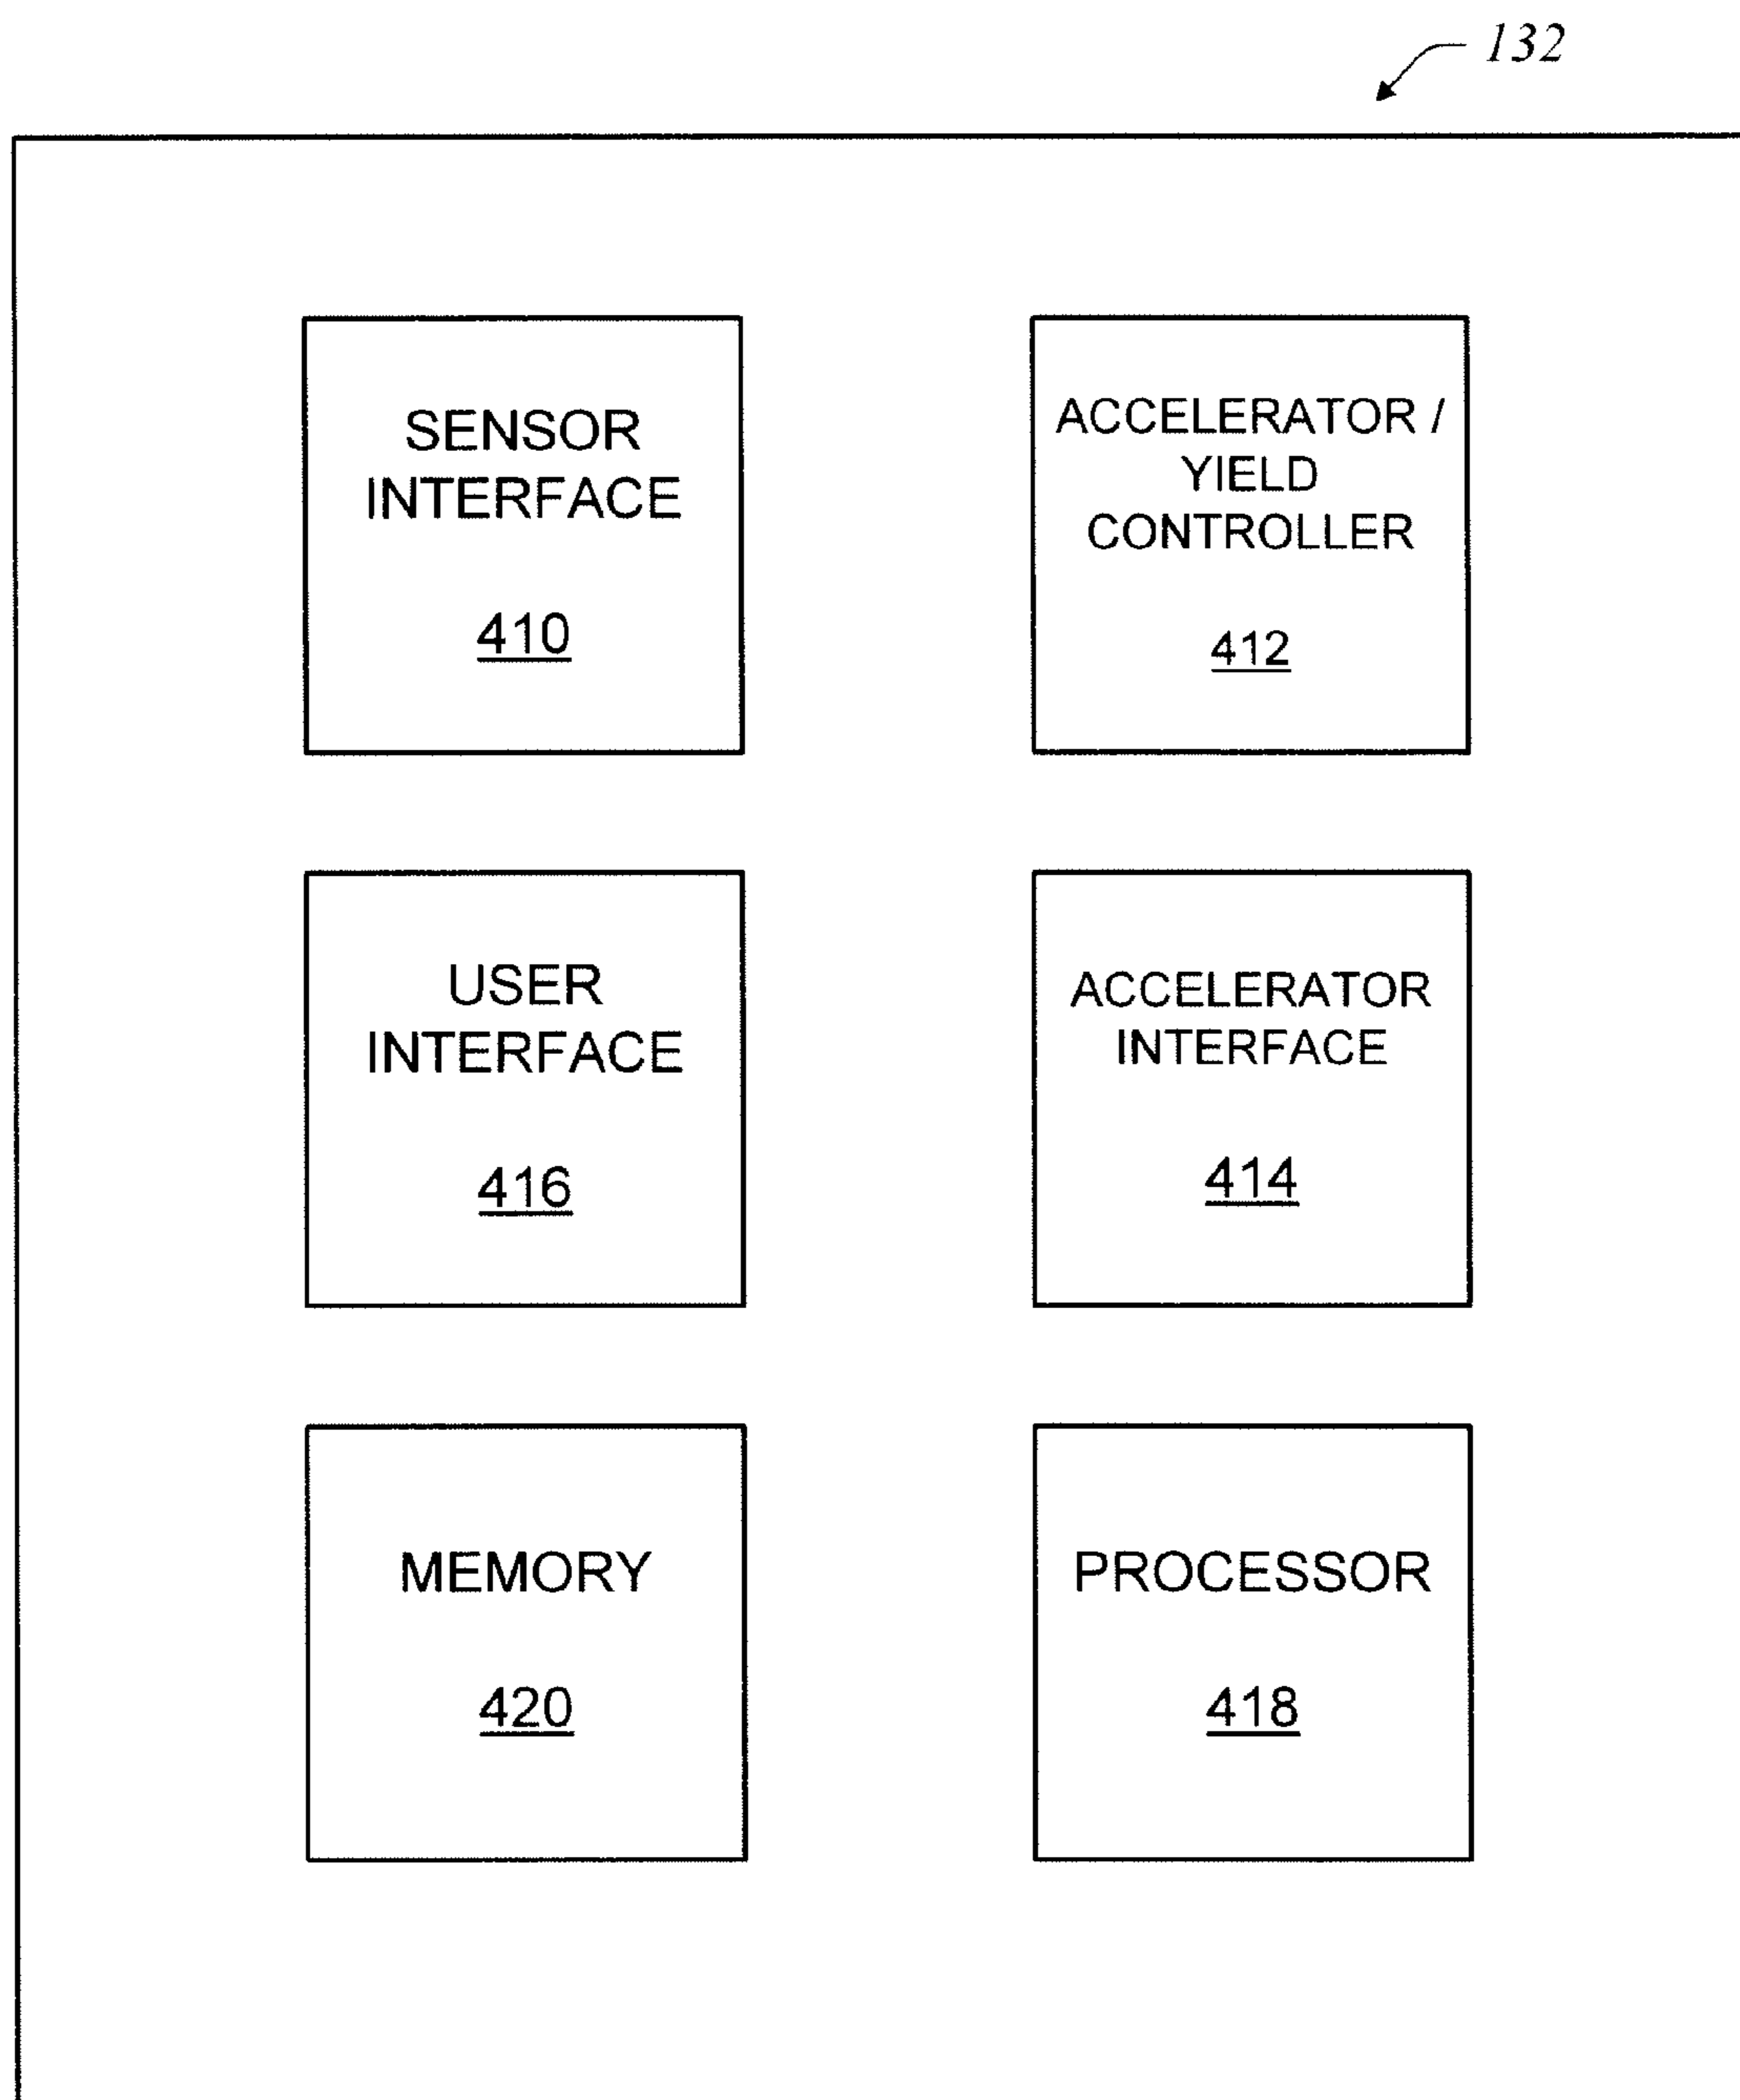 132
SENSOR
INTERFACE
410
ACCELERATOR /
YIELD
CONTROLLER
412
USER
INTERFACE
416
ACCELERATOR
INTERFACE
414
MEMORY
420
PROCESSOR
418